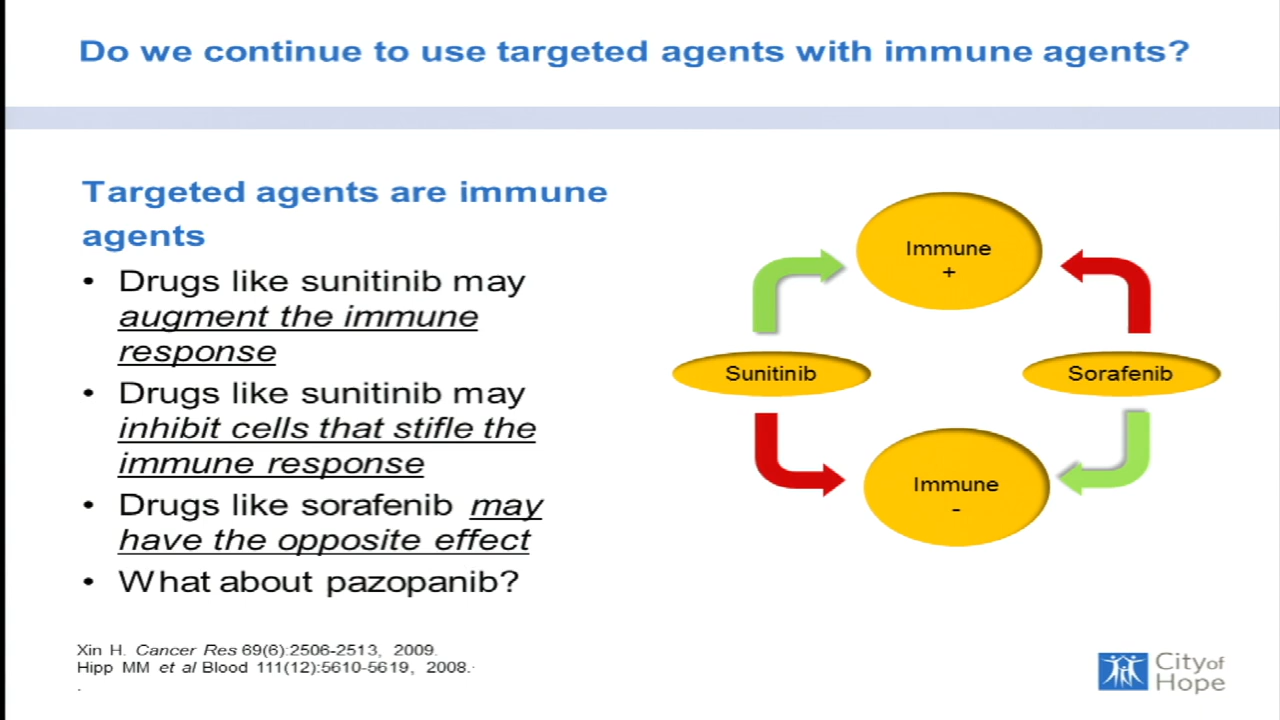 Do we continue to use targeted agents with immune agents?
Targeted agents are immune
agents
• Drugs like sunitinib may
augment the immune
response
• Drugs like sunitinib may
inhibit cells that stifle the
immune response
• Drugs like sorafenib may
have the opposite effect
• What about pazopanib?
Immune
+
Sunitinib
Sorafenib
Immune
-
Xin H. Cancer Res 69(6):2506-2513, 2009.
Hipp MM et al Blood 111(12):5610-5619, 2008.
.
City of
Hope